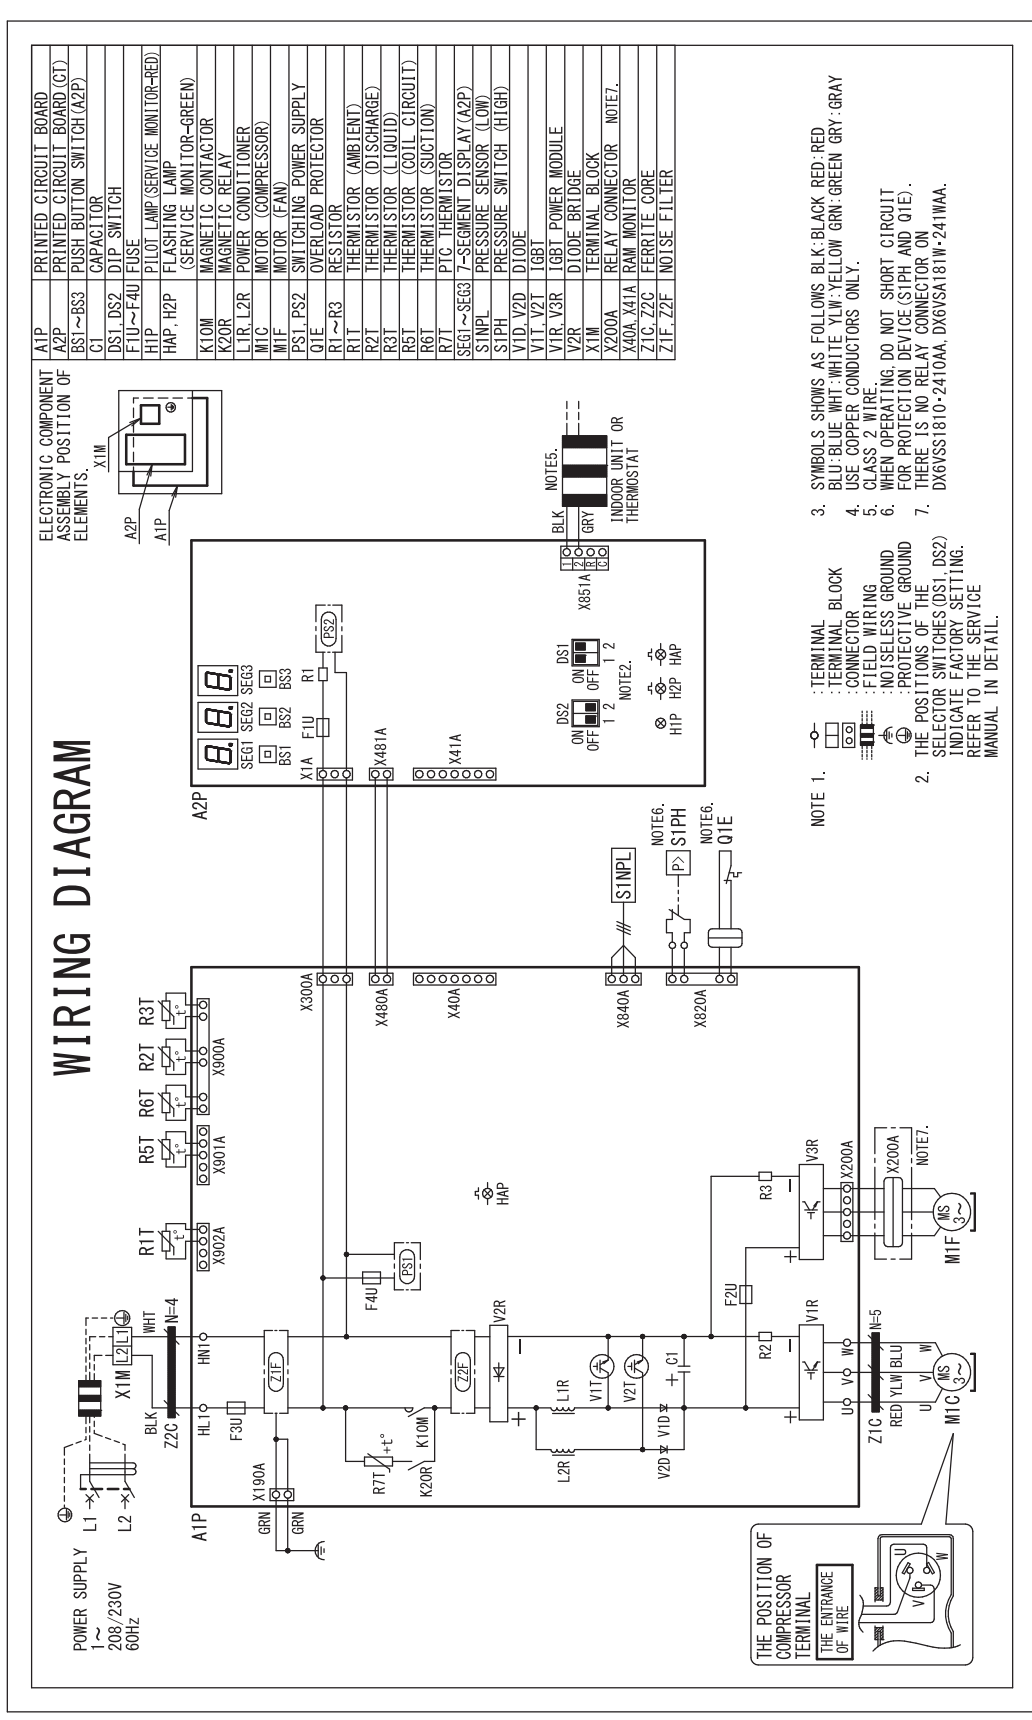 WIRING DIAGRAM
POWER SUPPLY
1~
208/230V
60Hz
L1
L2
X1M
L2 L1
BLK
WHT
Z2C
N=4
HL1
HN1
A1P
F3U
Z1F
X190A
GRN
GRN
R1T
t°
X902A
R5T
t°
X901A
R6T
t°
R2T
t°
R3T
t°
X900A
R7T
+t°
K10M
K20R
Z2F
V2R
F4U
PS1
HAP
L1R
L2R
V1T
V2T
V1D
V2D
C1
R2
R3
F2U
V1R
V3R
U V W
Z1C
N=5
RED YLW BLU
U V W
MS
3~
M1C
X200A
X200A
NOTE7.
MS
3~
M1F
X300A
X480A
X40A
X840A
S1NPL
X820A
NOTE6.
P>
S1PH
NOTE6.
Q1E
A2P
SEG1
SEG2
SEG3
BS1
BS2
BS3
X1A
F1U
R1
PS2
X481A
X41A
DS2
ON
OFF
1 2
DS1
ON
OFF
1 2
NOTE2.
H1P
H2P
HAP
X851A
1
2
R
C
BLK
GRY
NOTE5.
INDOOR UNIT OR
THERMOSTAT
THE POSITION OF
COMPRESSOR
TERMINAL
THE ENTRANCE
OF WIRE
U
V
W
ELECTRONIC COMPONENT
ASSEMBLY POSITION OF
ELEMENTS.
X1M
A2P
A1P
A1P PRINTED CIRCUIT BOARD
A2P PRINTED CIRCUIT BOARD(CT)
BS1~BS3 PUSH BUTTON SWITCH(A2P)
C1 CAPACITOR
DS1, DS2 DIP SWITCH
F1U~F4U FUSE
H1P PILOT LAMP(SERVICE MONITOR-RED)
HAP, H2P FLASHING LAMP
(SERVICE MONITOR-GREEN)
K10M MAGNETIC CONTACTOR
K20R MAGNETIC RELAY
L1R, L2R POWER CONDITIONER
M1C MOTOR (COMPRESSOR)
M1F MOTOR (FAN)
PS1, PS2 SWITCHING POWER SUPPLY
Q1E OVERLOAD PROTECTOR
R1~R3 RESISTOR
R1T THERMISTOR (AMBIENT)
R2T THERMISTOR (DISCHARGE)
R3T THERMISTOR (LIQUID)
R5T THERMISTOR (COIL CIRCUIT)
R6T THERMISTOR (SUCTION)
R7T PTC THERMISTOR
SEG1~SEG3 7-SEGMENT DISPLAY(A2P)
S1NPL PRESSURE SENSOR (LOW)
S1PH PRESSURE SWITCH (HIGH)
V1D, V2D DIODE
V1T, V2T IGBT
V1R, V3R IGBT POWER MODULE
V2R DIODE BRIDGE
X1M TERMINAL BLOCK
X200A RELAY CONNECTOR NOTE7.
X40A, X41A RAM MONITOR
Z1C, Z2C FERRITE CORE
Z1F, Z2F NOISE FILTER
NOTE 1.
:TERMINAL
:TERMINAL BLOCK
:CONNECTOR
:FIELD WIRING
:NOISELESS GROUND
:PROTECTIVE GROUND
2. THE POSITIONS OF THE
SELECTOR SWITCHES(DS1, DS2)
INDICATE FACTORY SETTING.
REFER TO THE SERVICE
MANUAL IN DETAIL.
3. SYMBOLS SHOWS AS FOLLOWS BLK:BLACK RED:RED
BLU:BLUE WHT:WHITE YLW:YELLOW GRN:GREEN GRY:GRAY
4. USE COPPER CONDUCTORS ONLY.
5. CLASS 2 WIRE.
6. WHEN OPERATING, DO NOT SHORT CIRCUIT
FOR PROTECTION DEVICE(S1PH AND Q1E).
7. THERE IS NO RELAY CONNECTOR ON
DX6VSS1810･2410AA, DX6VSA181W･241WAA.